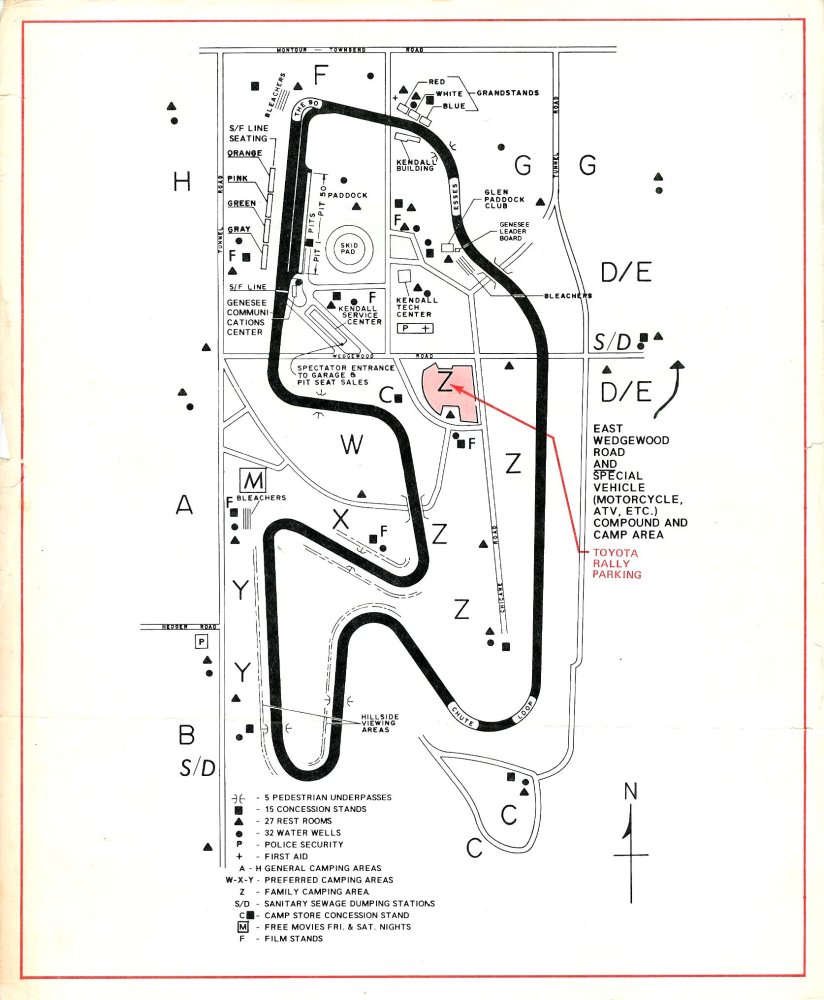 MONTOUR — TOWNSEND ROAD
F
BLEACHERS
THE 90
RED
WHITE
BLUE
GRANDSTANDS
S/F LINE
SEATING
ORANGE
PINK
GREEN
GRAY
F
H
TUNNEL ROAD
PIT 1 — PITS — PIT 50
PADDOCK
SKID
PAD
KENDALL
BUILDING
ESSES
GLEN
PADDOCK
CLUB
GENESEE
LEADER
BOARD
F
G
G
TUNNEL ROAD
D/E
BLEACHERS
S/F LINE
GENESEE
COMMUNI-
CATIONS
CENTER
F
KENDALL
SERVICE
CENTER
KENDALL
TECH
CENTER
P +
S/D
WEDGEWOOD ROAD
SPECTATOR ENTRANCE
TO GARAGE &
PIT SEAT SALES
C
Z
D/E
EAST
WEDGEWOOD
ROAD
AND
SPECIAL
VEHICLE
(MOTORCYCLE,
ATV, ETC.)
COMPOUND AND
CAMP AREA
TOYOTA
RALLY
PARKING
W
F
Z
M
BLEACHERS
F
A
X
F
Z
CHICANE ROAD
Y
Z
HEDDEN ROAD
P
Y
HILLSIDE
VIEWING
AREAS
CHUTE
LOOP
B
S/D
C
C
N
- 5 PEDESTRIAN UNDERPASSES
- 15 CONCESSION STANDS
- 27 REST ROOMS
- 32 WATER WELLS
P - POLICE SECURITY
+ - FIRST AID
A - H GENERAL CAMPING AREAS
W-X-Y - PREFERRED CAMPING AREAS
Z - FAMILY CAMPING AREA
S/D - SANITARY SEWAGE DUMPING STATIONS
C - CAMP STORE CONCESSION STAND
M - FREE MOVIES FRI. & SAT. NIGHTS
F - FILM STANDS